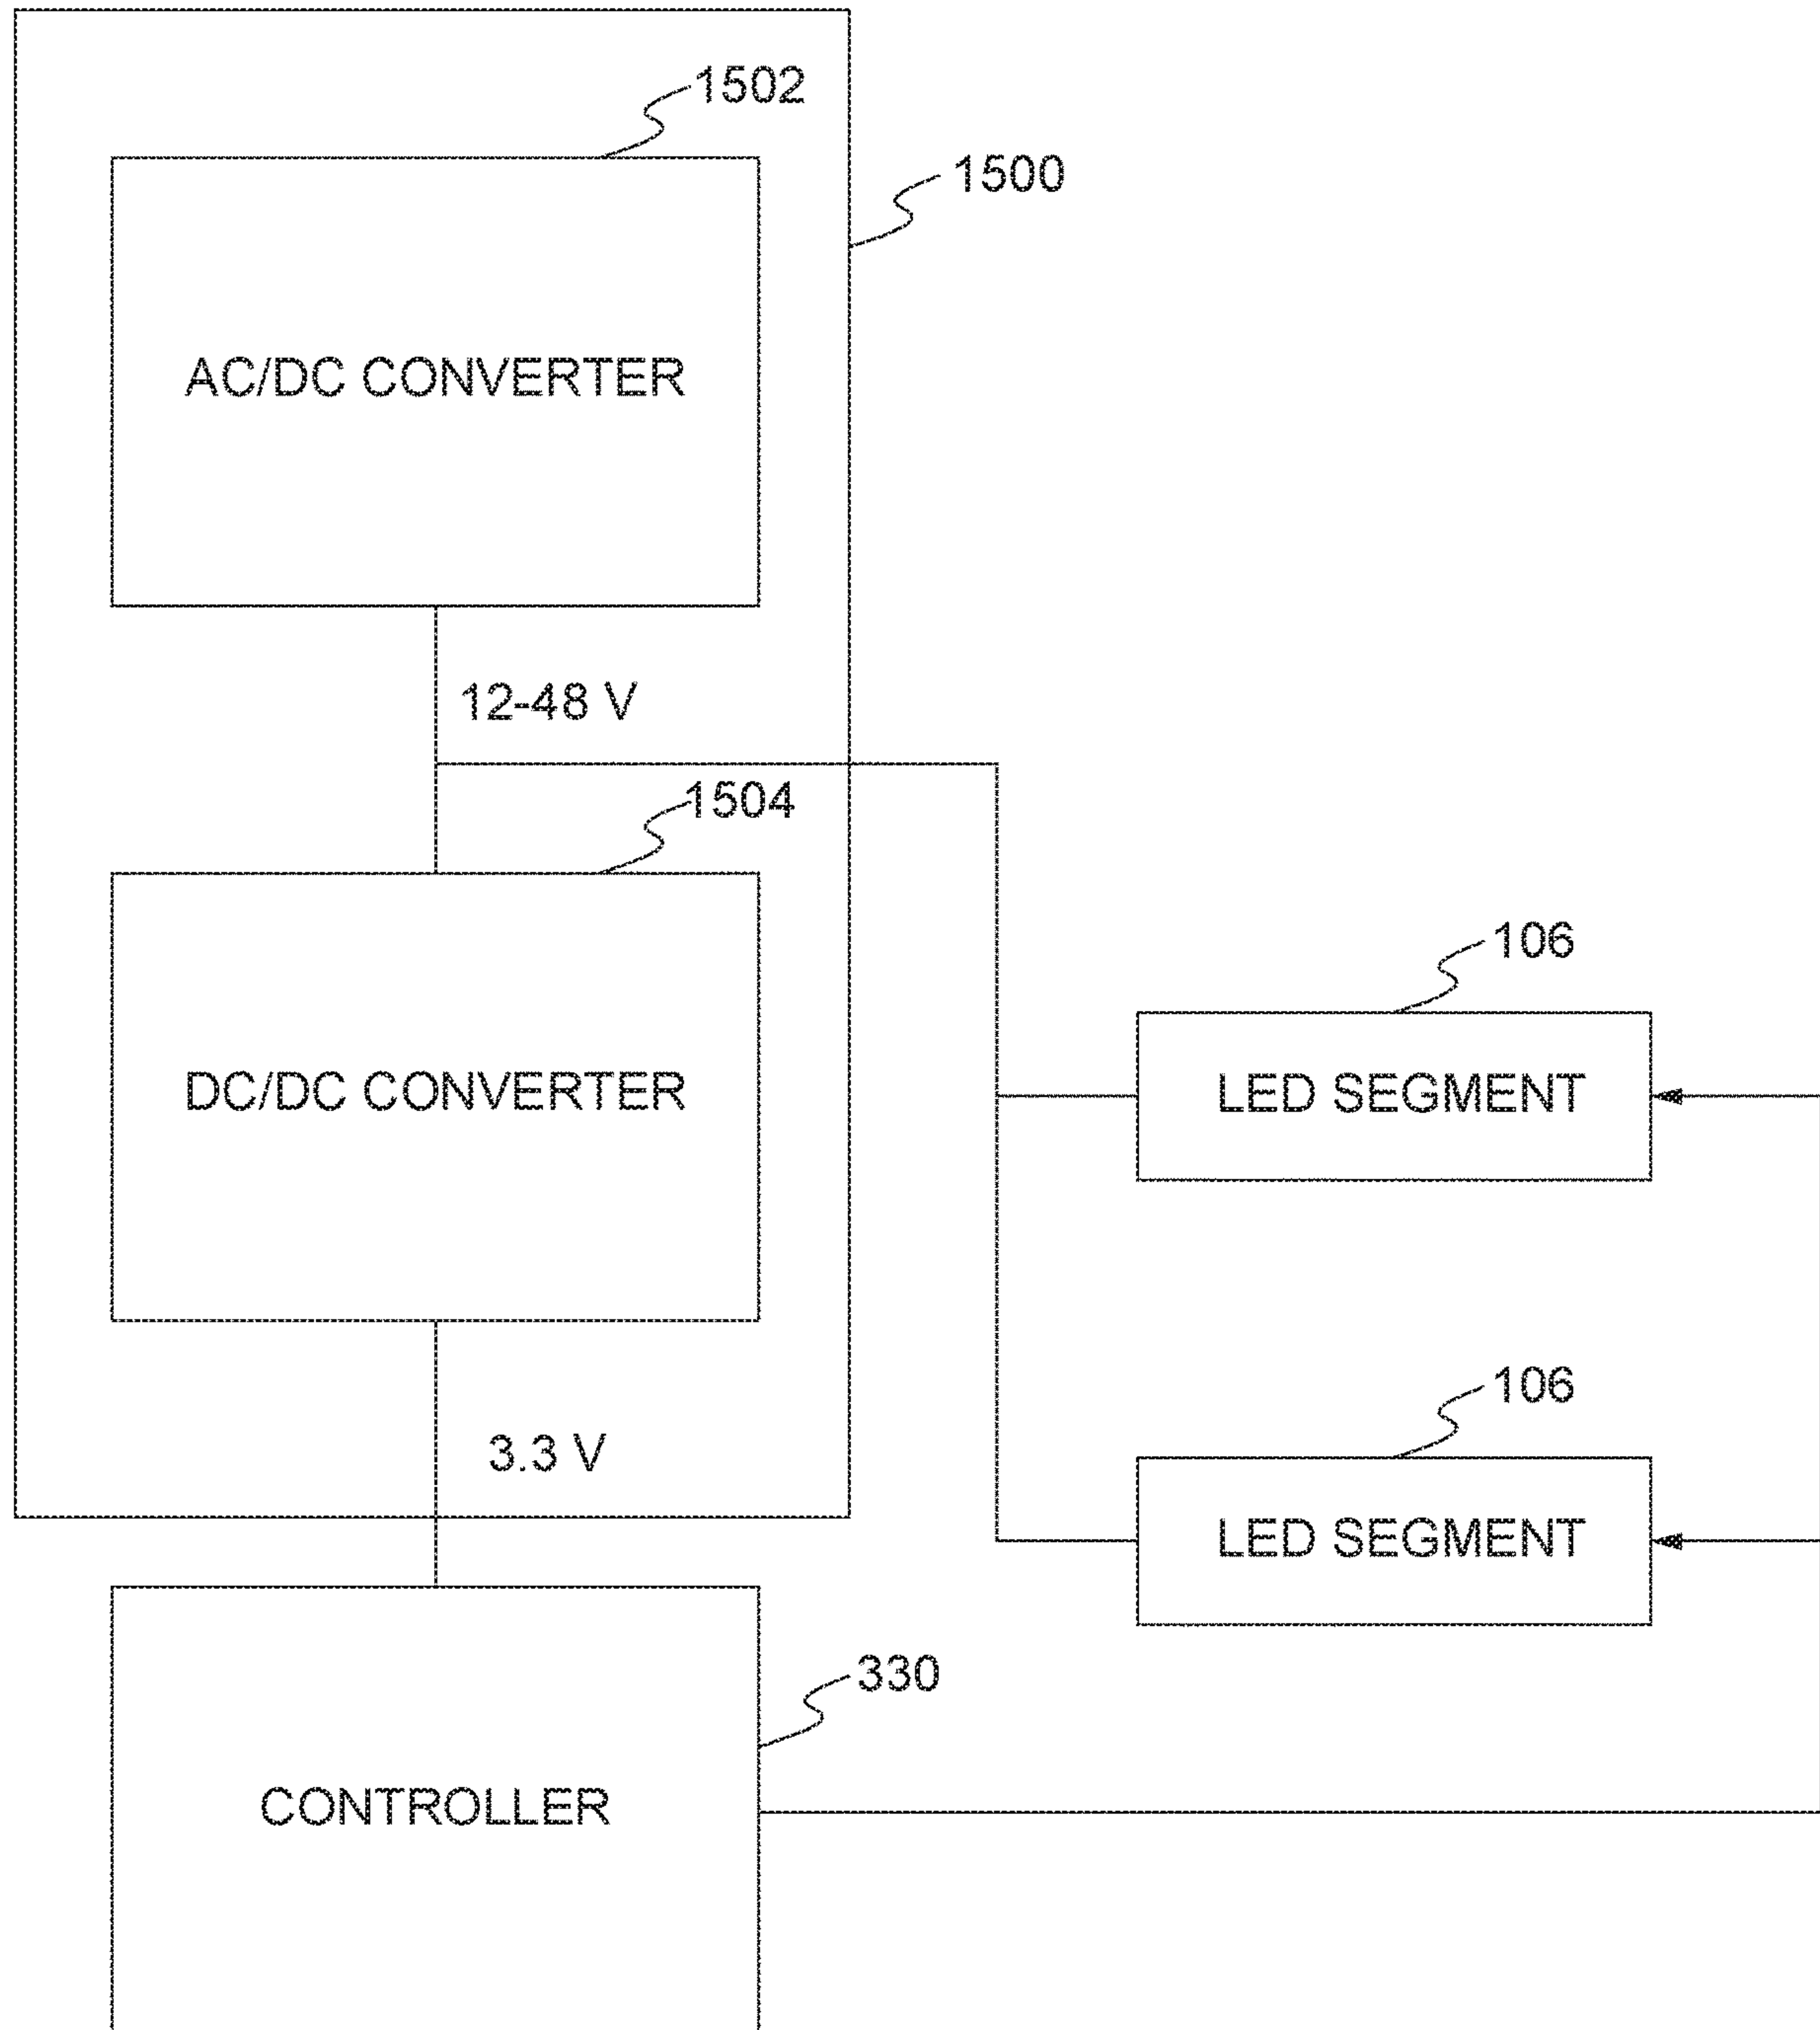 1502
1500
AC/DC CONVERTER
12-48 V
1504
106
DC/DC CONVERTER
LED SEGMENT
106
3.3 V
LED SEGMENT
330
CONTROLLER